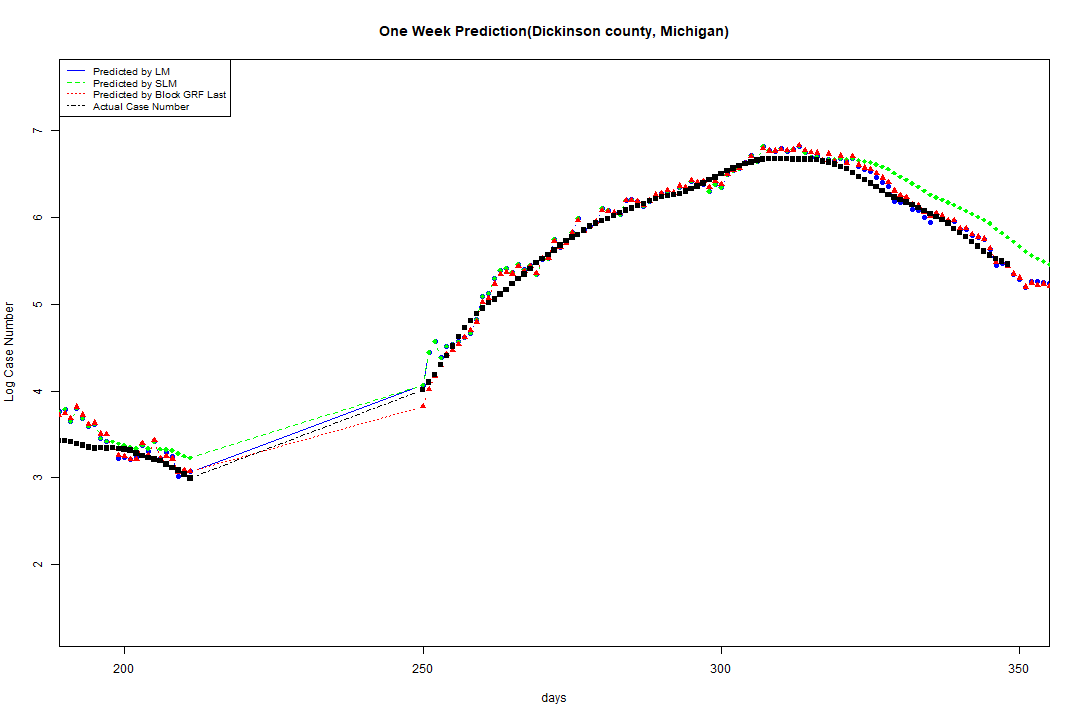 One Week Prediction(Dickinson county, Michigan)
Predicted by LM
Predicted by SLM
Predicted by Block GRF Last
Actual Case Number
7
6
5
4
3
2
Log Case Number
200 250 300 350
days